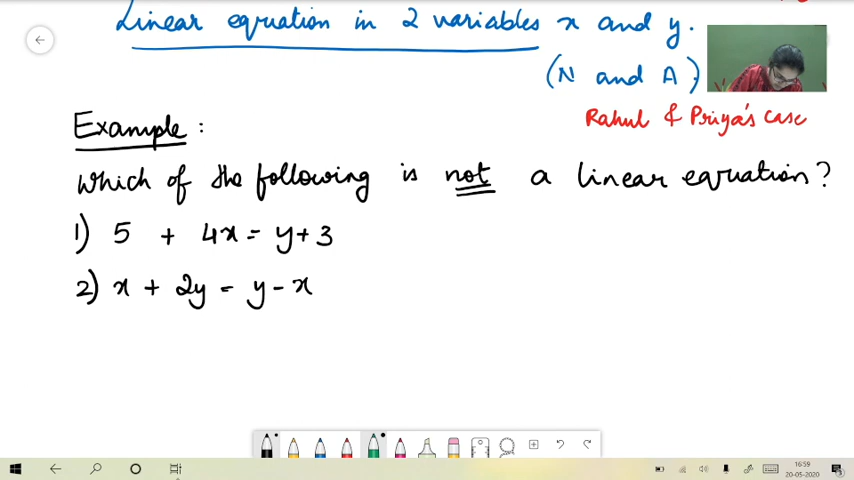 Linear equation in 2 variables x and y.
(N and A)
Rahul & Priya's case
Example:
Which of the following is not a linear equation?
1) 5 + 4x = y + 3
2) x + 2y = y - x
16:59
20-05-2020